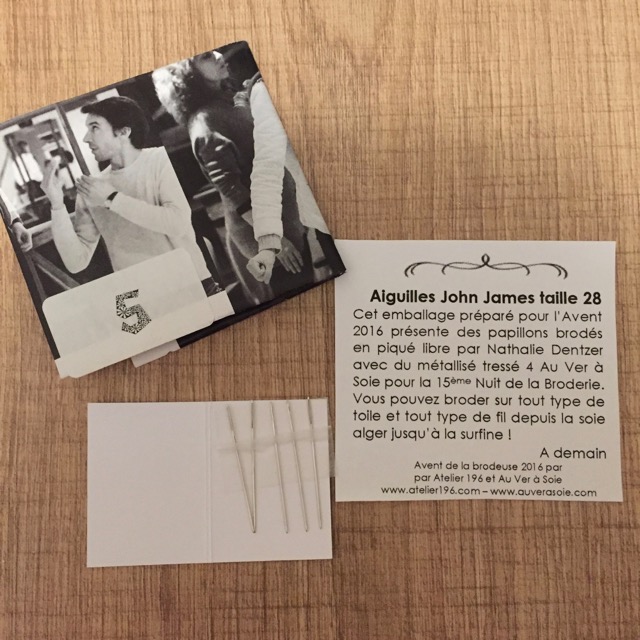 5
Aiguilles John James taille 28
Cet emballage préparé pour l'Avent
2016 présente des papillons brodés
en piqué libre par Nathalie Dentzer
avec du métallisé tressé 4 Au Ver à
Soie pour la 15ème Nuit de la Broderie.
Vous pouvez broder sur tout type de
toile et tout type de fil depuis la soie
alger jusqu'à la surfine !
A demain
Avent de la brodeuse 2016 par
par Atelier 196 et Au Ver à Soie
www.atelier196.com – www.auverasoie.com